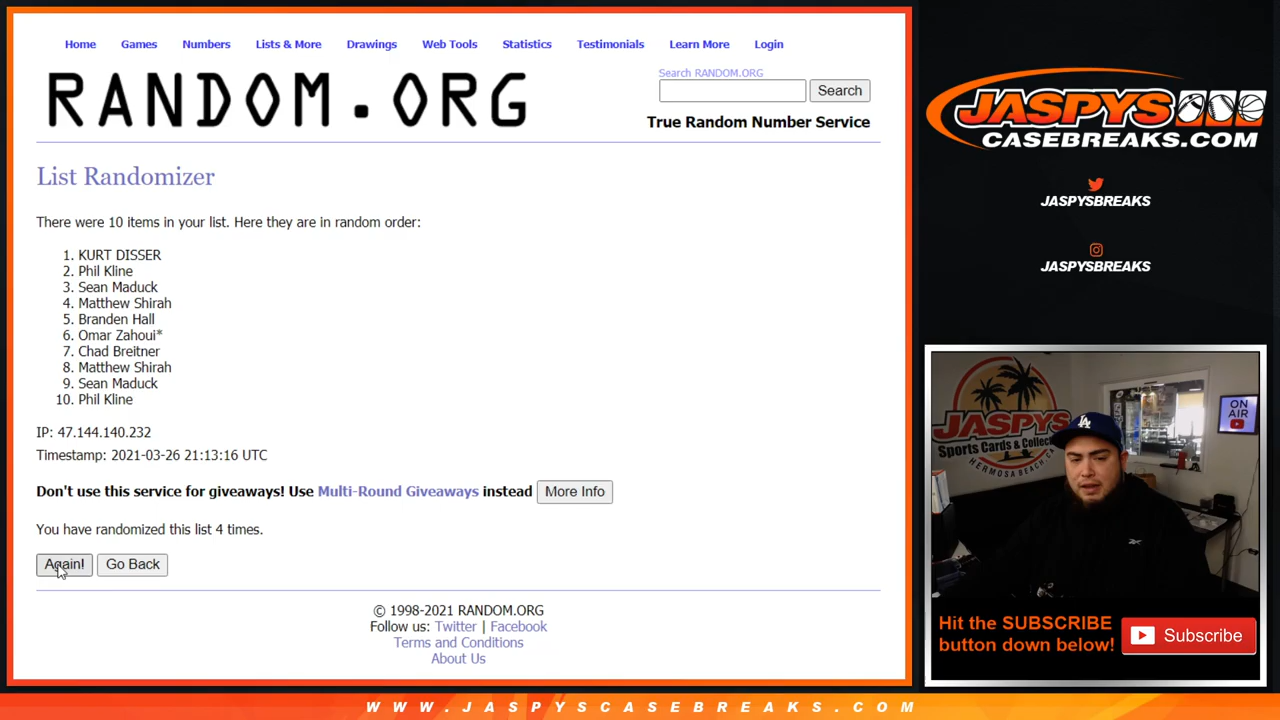 Home Games Numbers Lists & More Drawings Web Tools Statistics Testimonials Learn More Login
RANDOM.ORG
Search RANDOM.ORG
Search
True Random Number Service
List Randomizer
There were 10 items in your list. Here they are in random order:
1. KURT DISSER
2. Phil Kline
3. Sean Maduck
4. Matthew Shirah
5. Branden Hall
6. Omar Zahoui*
7. Chad Breitner
8. Matthew Shirah
9. Sean Maduck
10. Phil Kline
IP: 47.144.140.232
Timestamp: 2021-03-26 21:13:16 UTC
Don't use this service for giveaways! Use Multi-Round Giveaways instead More Info
You have randomized this list 4 times.
Again! Go Back
© 1998-2021 RANDOM.ORG
Follow us: Twitter | Facebook
Terms and Conditions
About Us
JASPYS
CASEBREAKS.COM
JASPYSBREAKS
JASPYSBREAKS
JASPYS
Sports Cards & Collec
HERMOSA BEACH, CA
ON
AIR
LA
Hit the SUBSCRIBE
button down below!
Subscribe
WWW.JASPYSCASEBREAKS.COM